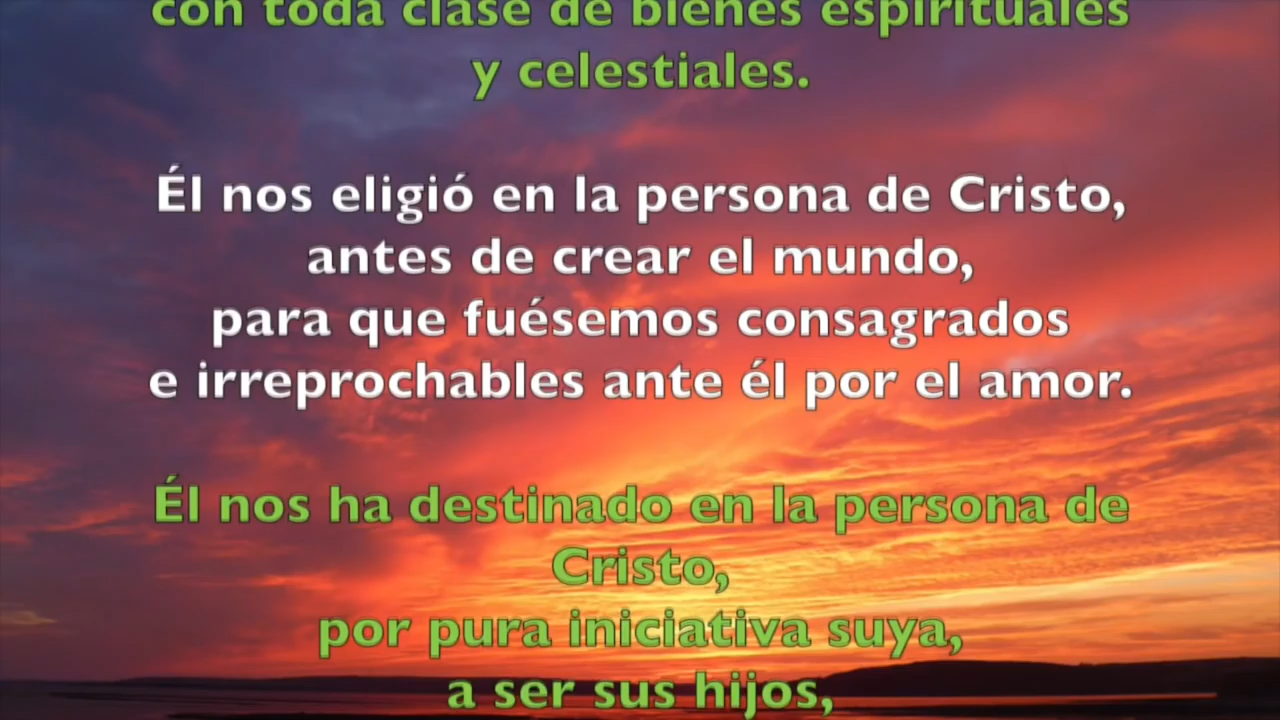 con toda clase de bienes espirituales
y celestiales.
Él nos eligió en la persona de Cristo,
antes de crear el mundo,
para que fuésemos consagrados
e irreprochables ante él por el amor.
Él nos ha destinado en la persona de
Cristo,
por pura iniciativa suya,
a ser sus hijos,